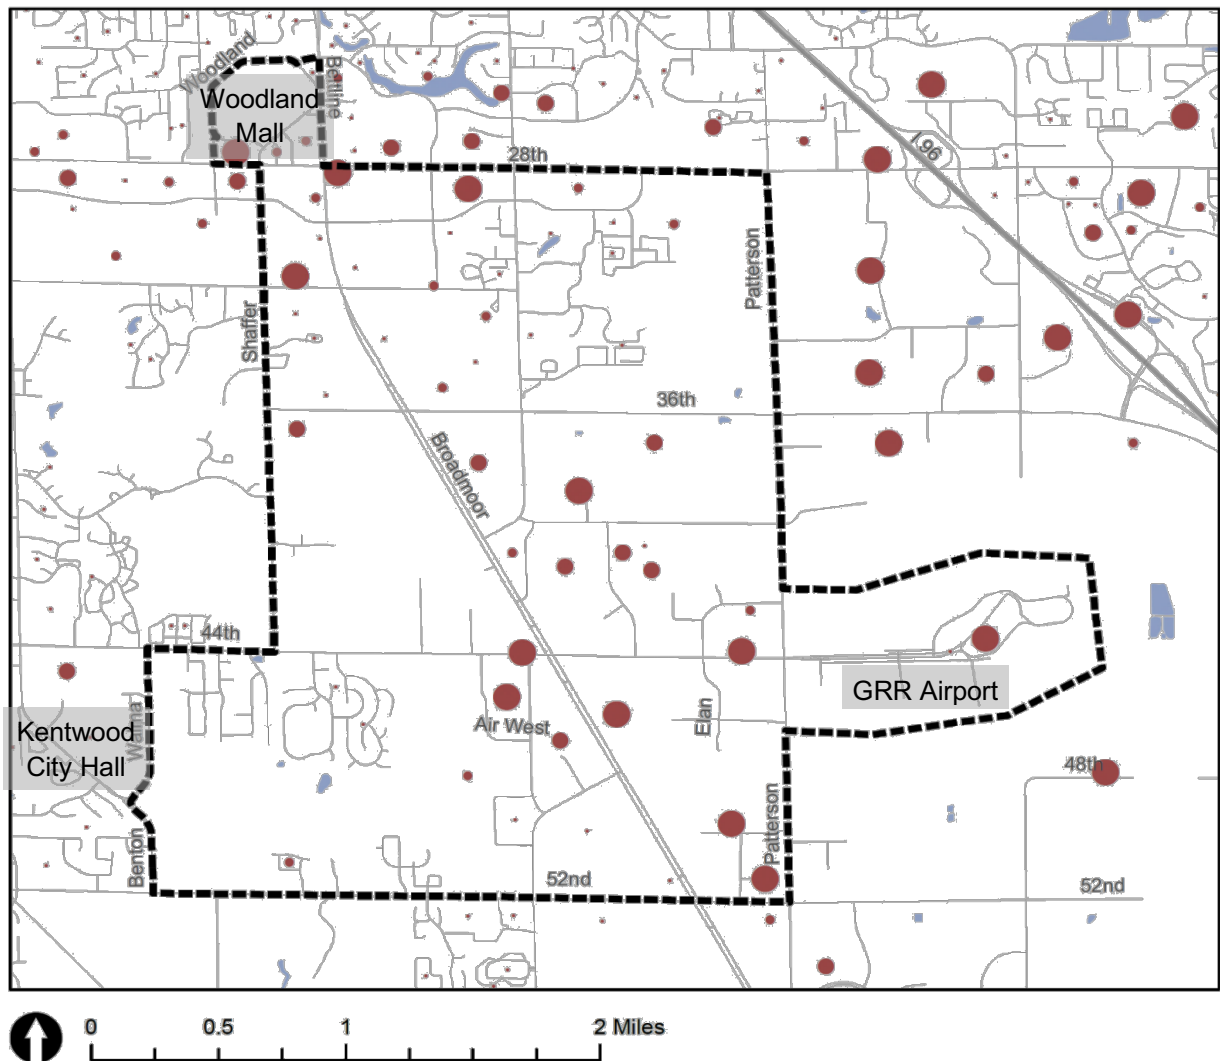 Woodland
Beltline
Woodland
Mall
28th
I-96
Patterson
Shaffer
36th
Broadmoor
44th
GRR Airport
Kentwood
City Hall
Walma
Air West
Elan
48th
Patterson
Benton
52nd
52nd
0 0.5 1 2 Miles